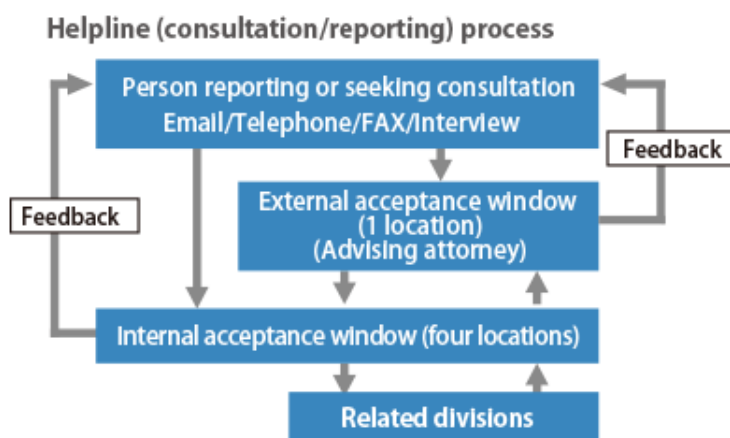 Helpline (consultation/reporting) process
Person reporting or seeking consultation
Email/Telephone/FAX/Interview
Feedback
External acceptance window
(1 location)
(Advising attorney)
Feedback
Internal acceptance window (four locations)
Related divisions